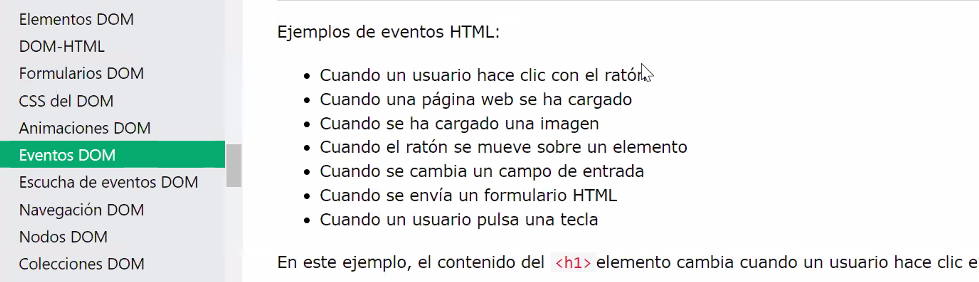 Elementos DOM
DOM-HTML
Formularios DOM
CSS del DOM
Animaciones DOM
Eventos DOM
Escucha de eventos DOM
Navegación DOM
Nodos DOM
Colecciones DOM
Ejemplos de eventos HTML:
• Cuando un usuario hace clic con el ratón
• Cuando una página web se ha cargado
• Cuando se ha cargado una imagen
• Cuando el ratón se mueve sobre un elemento
• Cuando se cambia un campo de entrada
• Cuando se envía un formulario HTML
• Cuando un usuario pulsa una tecla
En este ejemplo, el contenido del <h1> elemento cambia cuando un usuario hace clic e